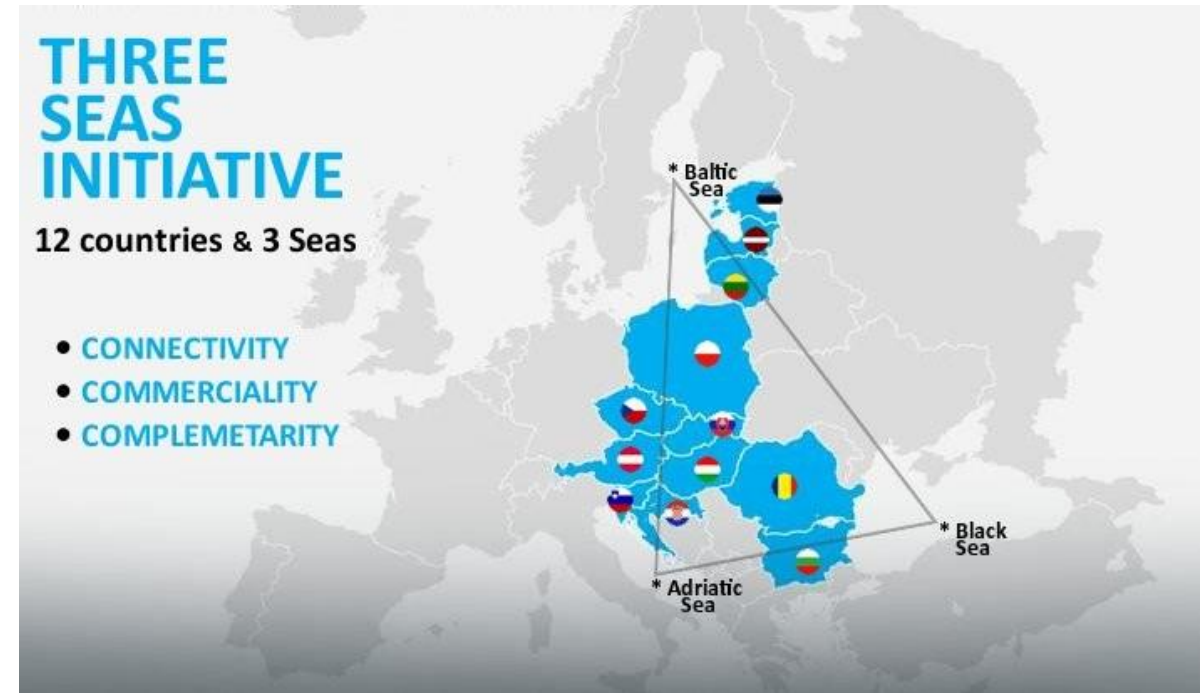 THREE
SEAS
INITIATIVE
12 countries & 3 Seas
• CONNECTIVITY
• COMMERCIALITY
• COMPLEMETARITY
* Baltic
Sea
* Black
Sea
* Adriatic
Sea